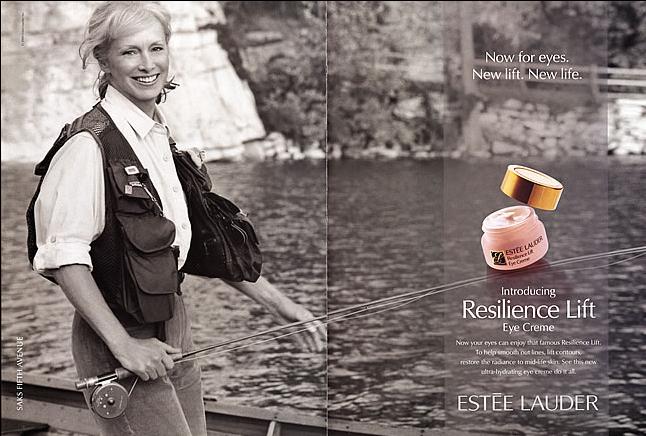 SAKS FIFTH AVENUE
Now for eyes.
New lift. New life.
ESTĒE LAUDER
Resilience Lift
Eye Creme
Introducing
Resilience Lift
Eye Creme
Now your eyes can enjoy that famous Resilience Lift.
To help smooth out lines, lift contours,
restore the radiance to mid-life skin. See this new
ultra-hydrating eye creme do it all.
ESTĒE LAUDER